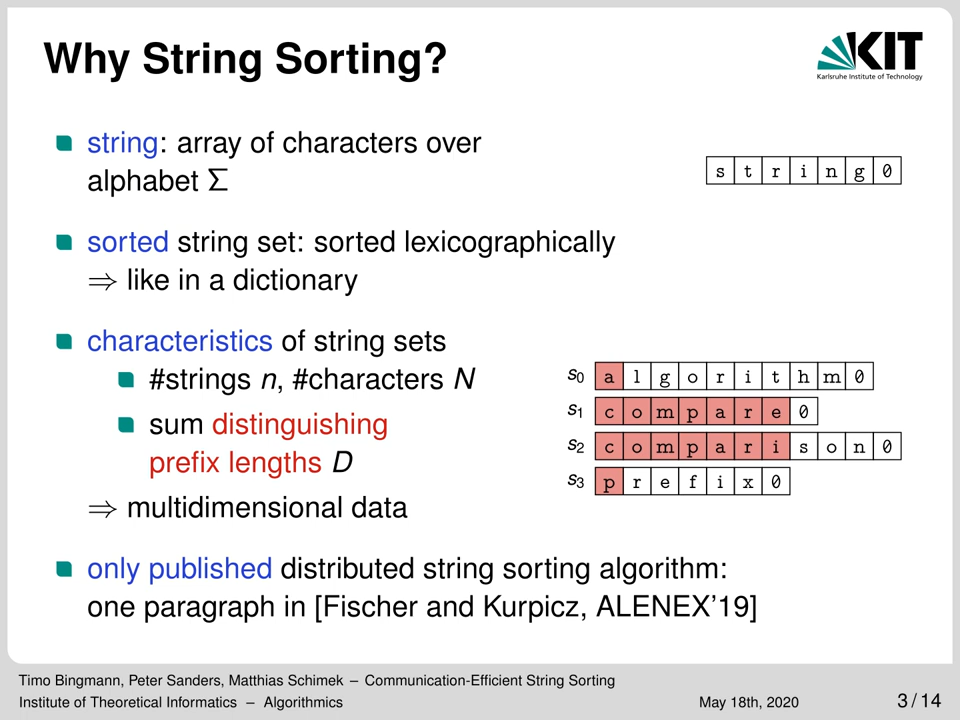 Why String Sorting?
KIT
Karlsruhe Institute of Technology
string: array of characters over
alphabet Σ
s t r i n g 0
sorted string set: sorted lexicographically
⇒ like in a dictionary
characteristics of string sets
#strings n, #characters N
sum distinguishing
prefix lengths D
⇒ multidimensional data
s0 a l g o r i t h m 0
s1 c o m p a r e 0
s2 c o m p a r i s o n 0
s3 p r e f i x 0
only published distributed string sorting algorithm:
one paragraph in [Fischer and Kurpicz, ALENEX’19]
Timo Bingmann, Peter Sanders, Matthias Schimek – Communication-Efficient String Sorting
Institute of Theoretical Informatics – Algorithmics May 18th, 2020 3 / 14